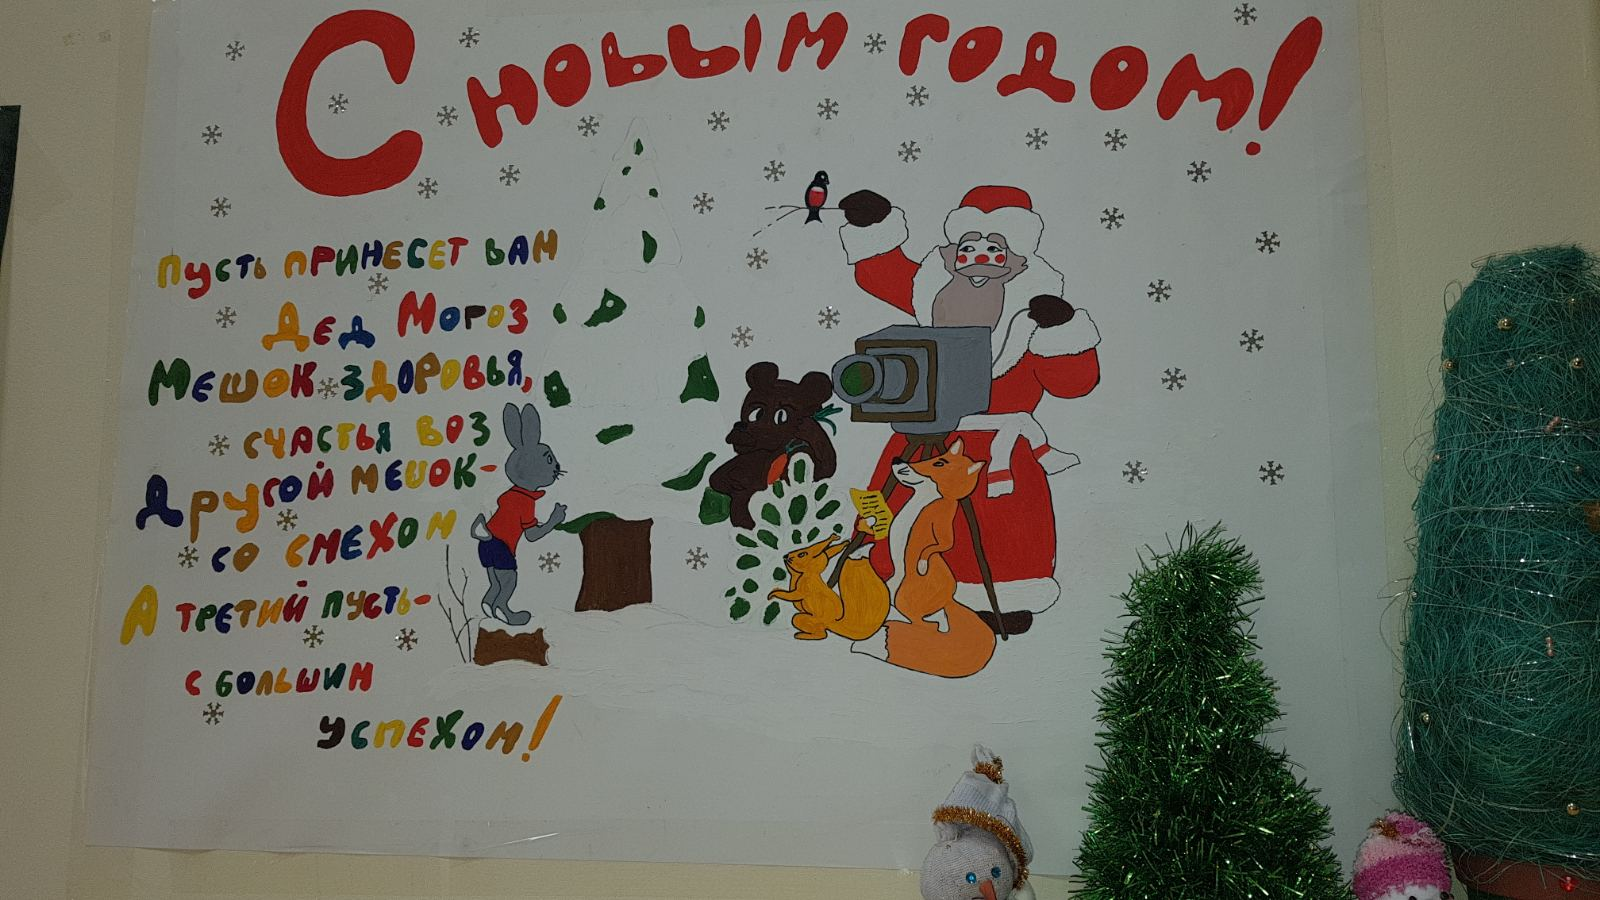 С новым годом!
Пусть принесет вам
Дед Мороз
Мешок здоровья,
счастья воз
Другой мешок-
со смехом
А третий пусть-
с большим
успехом!